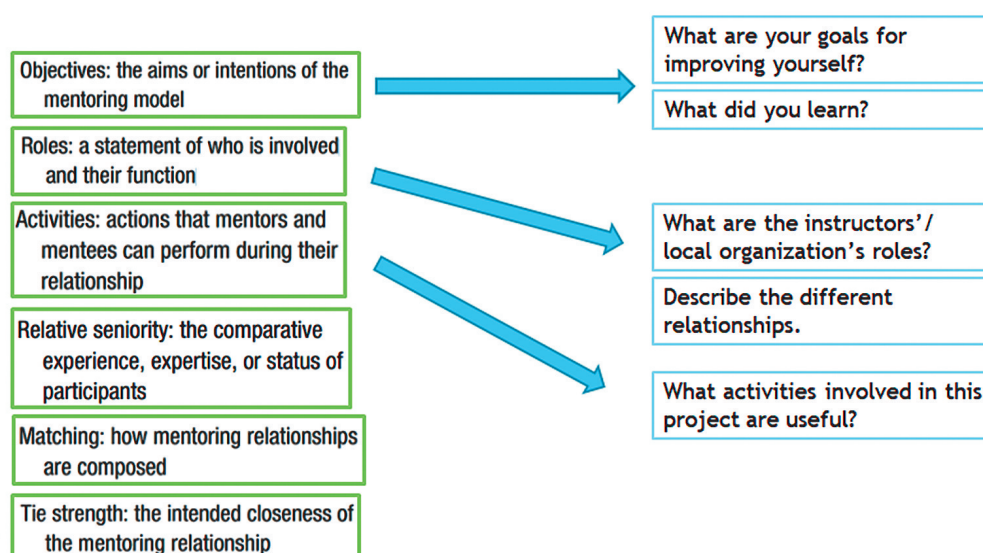 Objectives: the aims or intentions of the
mentoring model
Roles: a statement of who is involved
and their function
Activities: actions that mentors and
mentees can perform during their
relationship
Relative seniority: the comparative
experience, expertise, or status of
participants
Matching: how mentoring relationships
are composed
Tie strength: the intended closeness of
the mentoring relationship
What are your goals for
improving yourself?
What did you learn?
What are the instructors’/
local organization’s roles?
Describe the different
relationships.
What activities involved in this
project are useful?